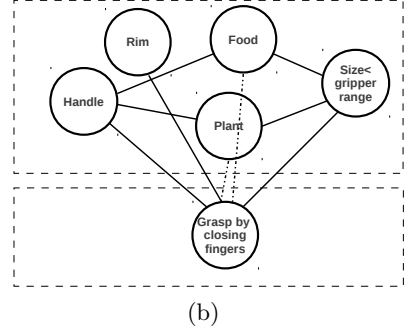 Rim
Food
Size<
gripper
range
Handle
Plant
Grasp by
closing
fingers
(b)